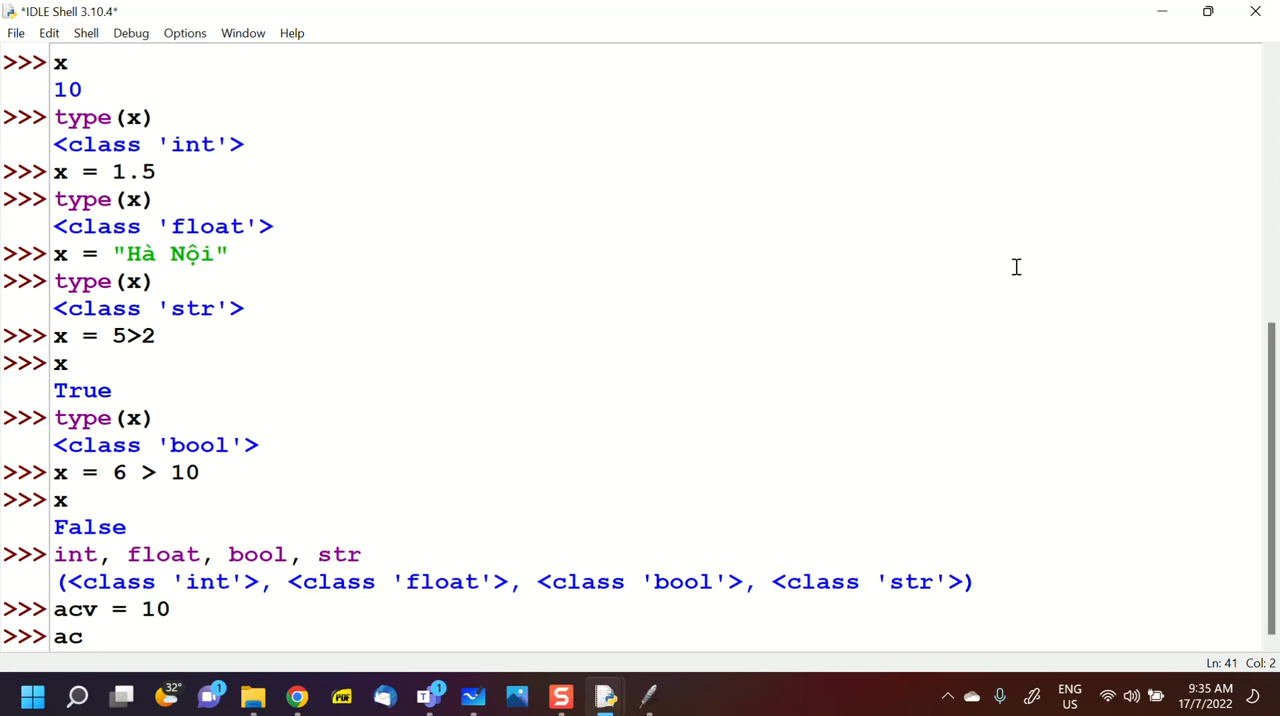 *IDLE Shell 3.10.4*
File Edit Shell Debug Options Window Help
>>> x
10
>>> type(x)
<class 'int'>
>>> x = 1.5
>>> type(x)
<class 'float'>
>>> x = "Hà Nội"
>>> type(x)
<class 'str'>
>>> x = 5>2
>>> x
True
>>> type(x)
<class 'bool'>
>>> x = 6 > 10
>>> x
False
>>> int, float, bool, str
(<class 'int'>, <class 'float'>, <class 'bool'>, <class 'str'>)
>>> acv = 10
>>> ac
Ln: 41 Col: 2
32° 1 PDF T 1 S ENG 9:35 AM
US 17/7/2022